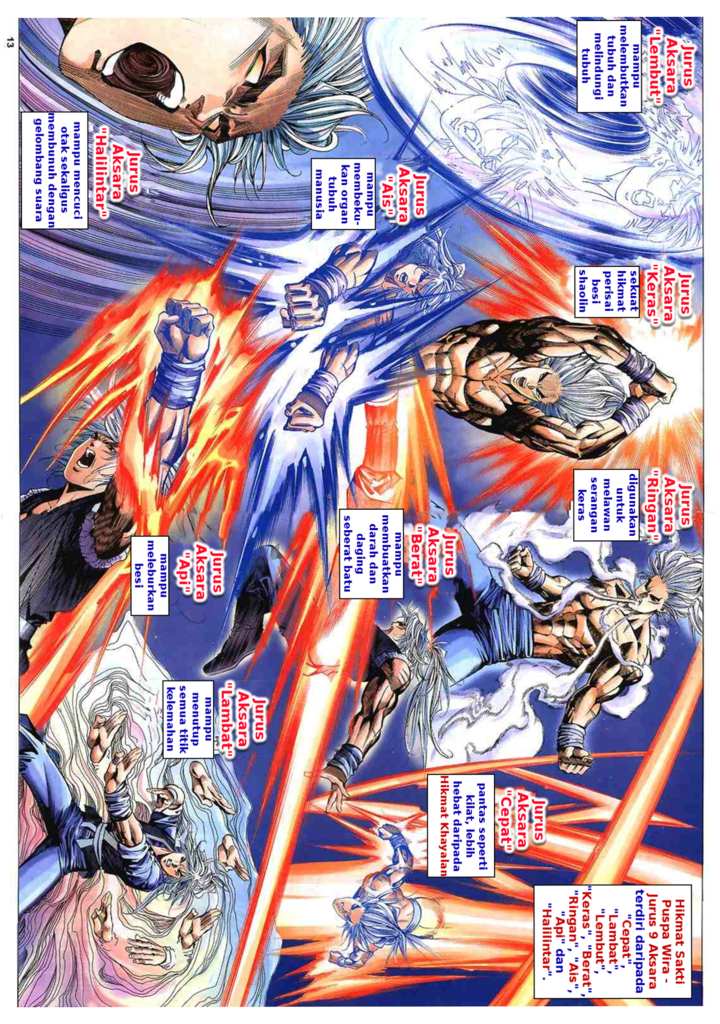 Hikmat Sakti
Puspa Wira -
Jurus 9 Aksara
terdiri daripada
"Cepat",
"Lambat",
"Lembut",
"Keras", "Berat",
"Ringan", "Ais",
"Api" dan
"Halilintar".
Jurus
Aksara
"Lembut"
mampu
melembutkan
tubuh dan
melindungi
tubuh
Jurus
Aksara
"Keras"
sekuat
hikmat
perisai
besi
shaolin
Jurus
Aksara
"Ringan"
digunakan
untuk
melawan
serangan
keras
Jurus
Aksara
"Ais"
mampu
membeku-
kan organ
tubuh
manusia
Jurus
Aksara
"Berat"
mampu
membuatkan
darah dan
daging
seberat batu
Jurus
Aksara
"Cepat"
pantas seperti
kilat, lebih
hebat daripada
Hikmat Khayalan
Jurus
Aksara
"Halilintar"
mampu mencuci
otak sekaligus
membunuh dengan
gelombang suara
Jurus
Aksara
"Api"
mampu
meleburkan
besi
Jurus
Aksara
"Lambat"
mampu
menutup
semua titik
kelemahan
13